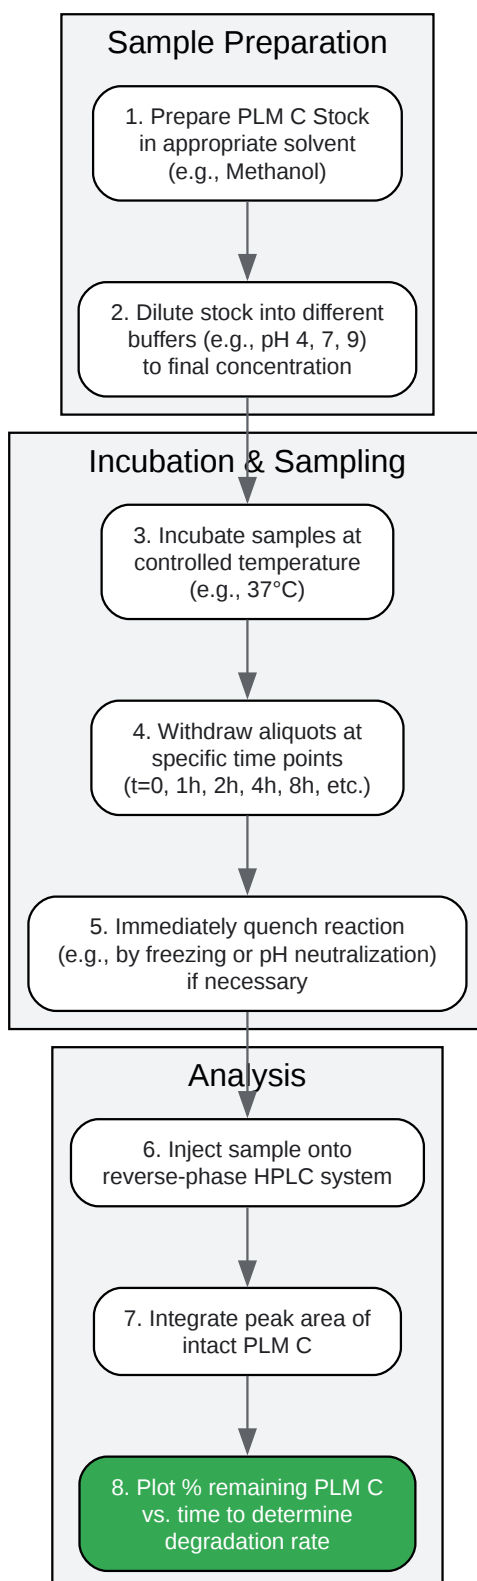 Sample Preparation
1. Prepare PLM C Stock
in appropriate solvent
(e.g., Methanol)
2. Dilute stock into different
buffers (e.g., pH 4, 7, 9)
to final concentration
Incubation & Sampling
3. Incubate samples at
controlled temperature
(e.g., 37°C)
4. Withdraw aliquots at
specific time points
(t=0, 1h, 2h, 4h, 8h, etc.)
5. Immediately quench reaction
(e.g., by freezing or pH neutralization)
if necessary
Analysis
6. Inject sample onto
reverse-phase HPLC system
7. Integrate peak area of
intact PLM C
8. Plot % remaining PLM C
vs. time to determine
degradation rate